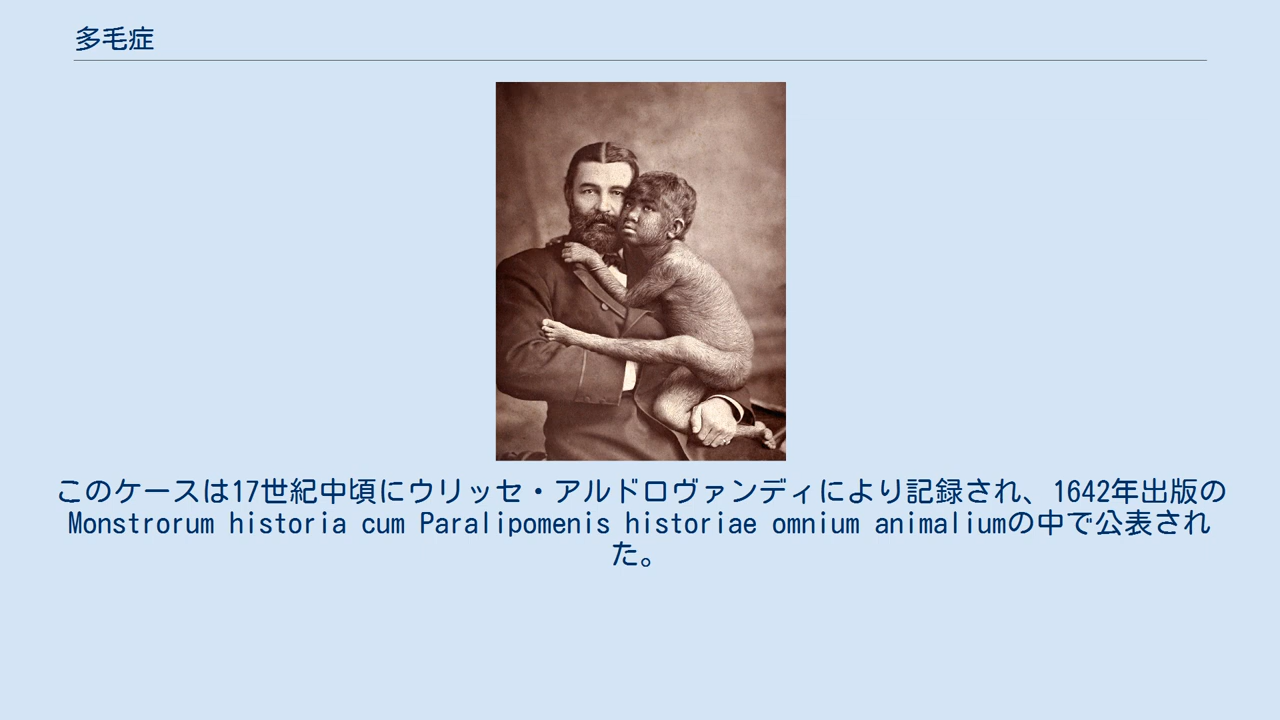 多毛症
このケースは17世紀中頃にウリッセ・アルドロヴァンディにより記録され、1642年出版の
Monstrorum historia cum Paralipomenis historiae omnium animaliumの中で公表され
た。